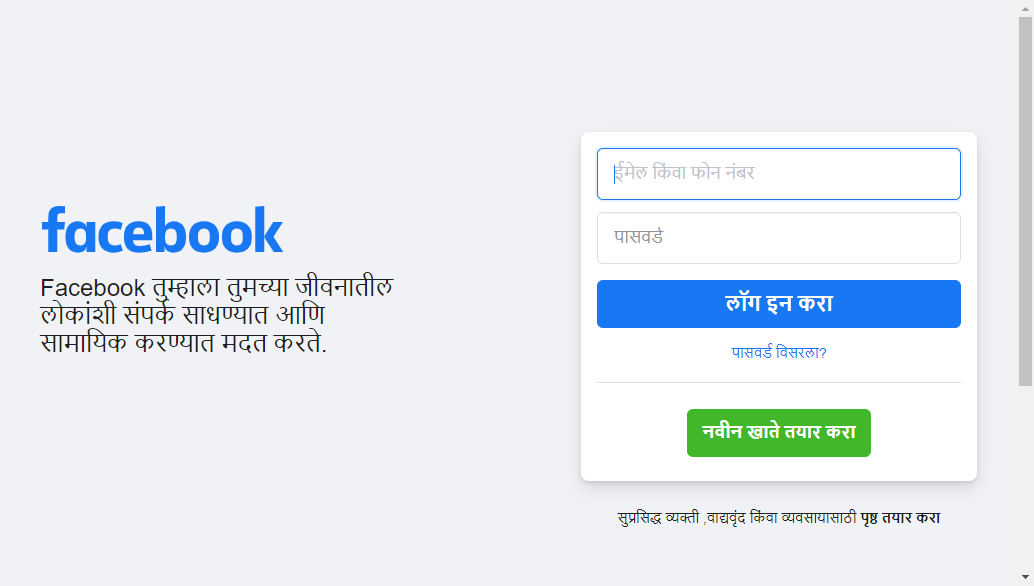 facebook
Facebook तुम्हाला तुमच्या जीवनातील
लोकांशी संपर्क साधण्यात आणि
सामायिक करण्यात मदत करते.
ईमेल किंवा फोन नंबर
पासवर्ड
लॉग इन करा
पासवर्ड विसरला?
नवीन खाते तयार करा
सुप्रसिद्ध व्यक्ती ,वाद्यवृंद किंवा व्यवसायासाठी पृष्ठ तयार करा